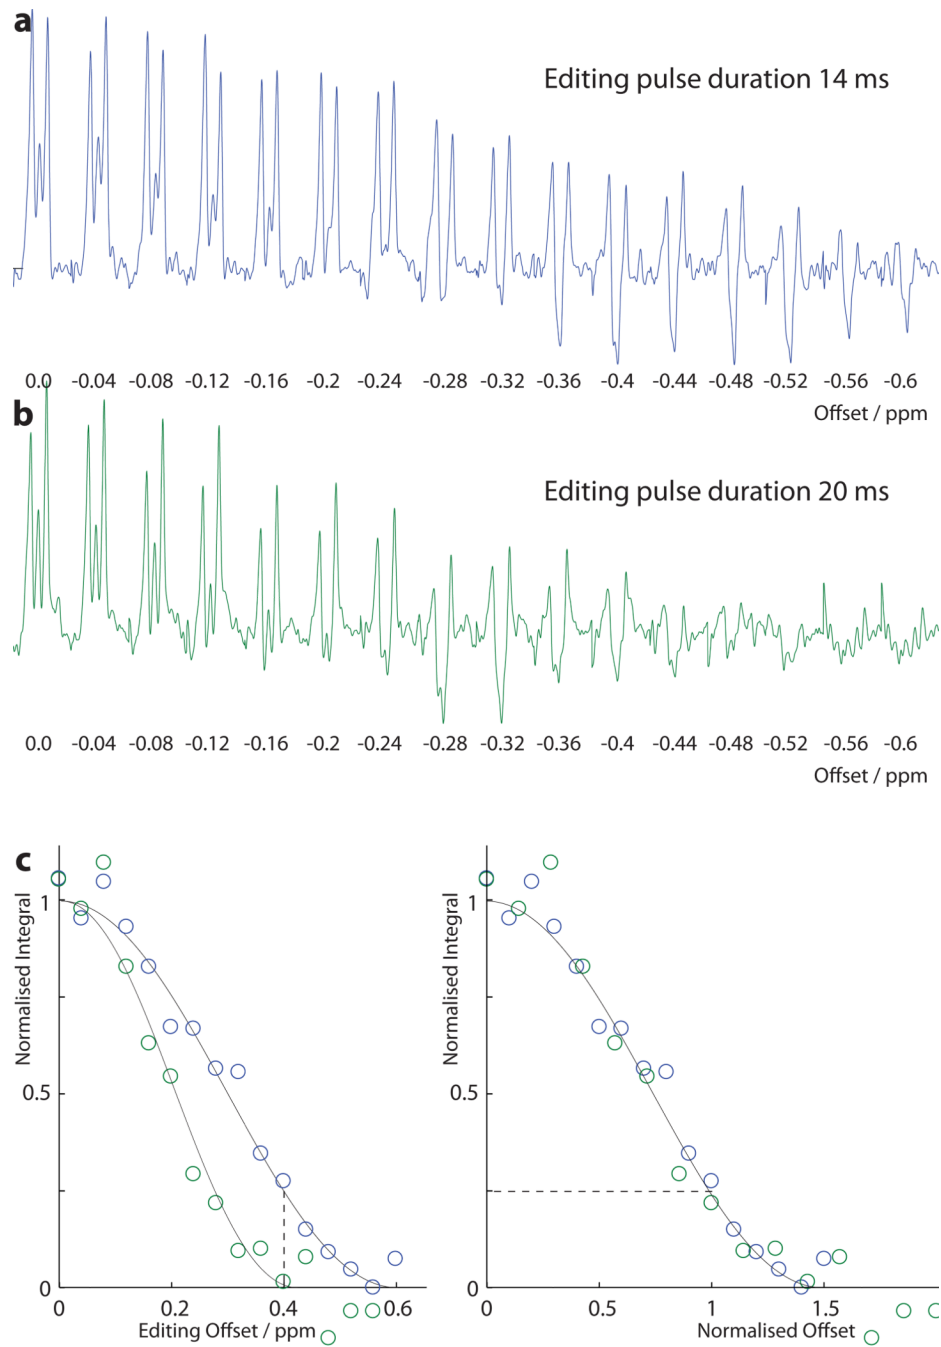 a
Editing pulse duration 14 ms
0.0 -0.04 -0.08 -0.12 -0.16 -0.2 -0.24 -0.28 -0.32 -0.36 -0.4 -0.44 -0.48 -0.52 -0.56 -0.6
Offset / ppm
b
Editing pulse duration 20 ms
0.0 -0.04 -0.08 -0.12 -0.16 -0.2 -0.24 -0.28 -0.32 -0.36 -0.4 -0.44 -0.48 -0.52 -0.56 -0.6
Offset / ppm
c
Normalised Integral
1
0.5
0
0 0.2 0.4 0.6
Editing Offset / ppm
Normalised Integral
1
0.5
0
0 0.5 1 1.5
Normalised Offset